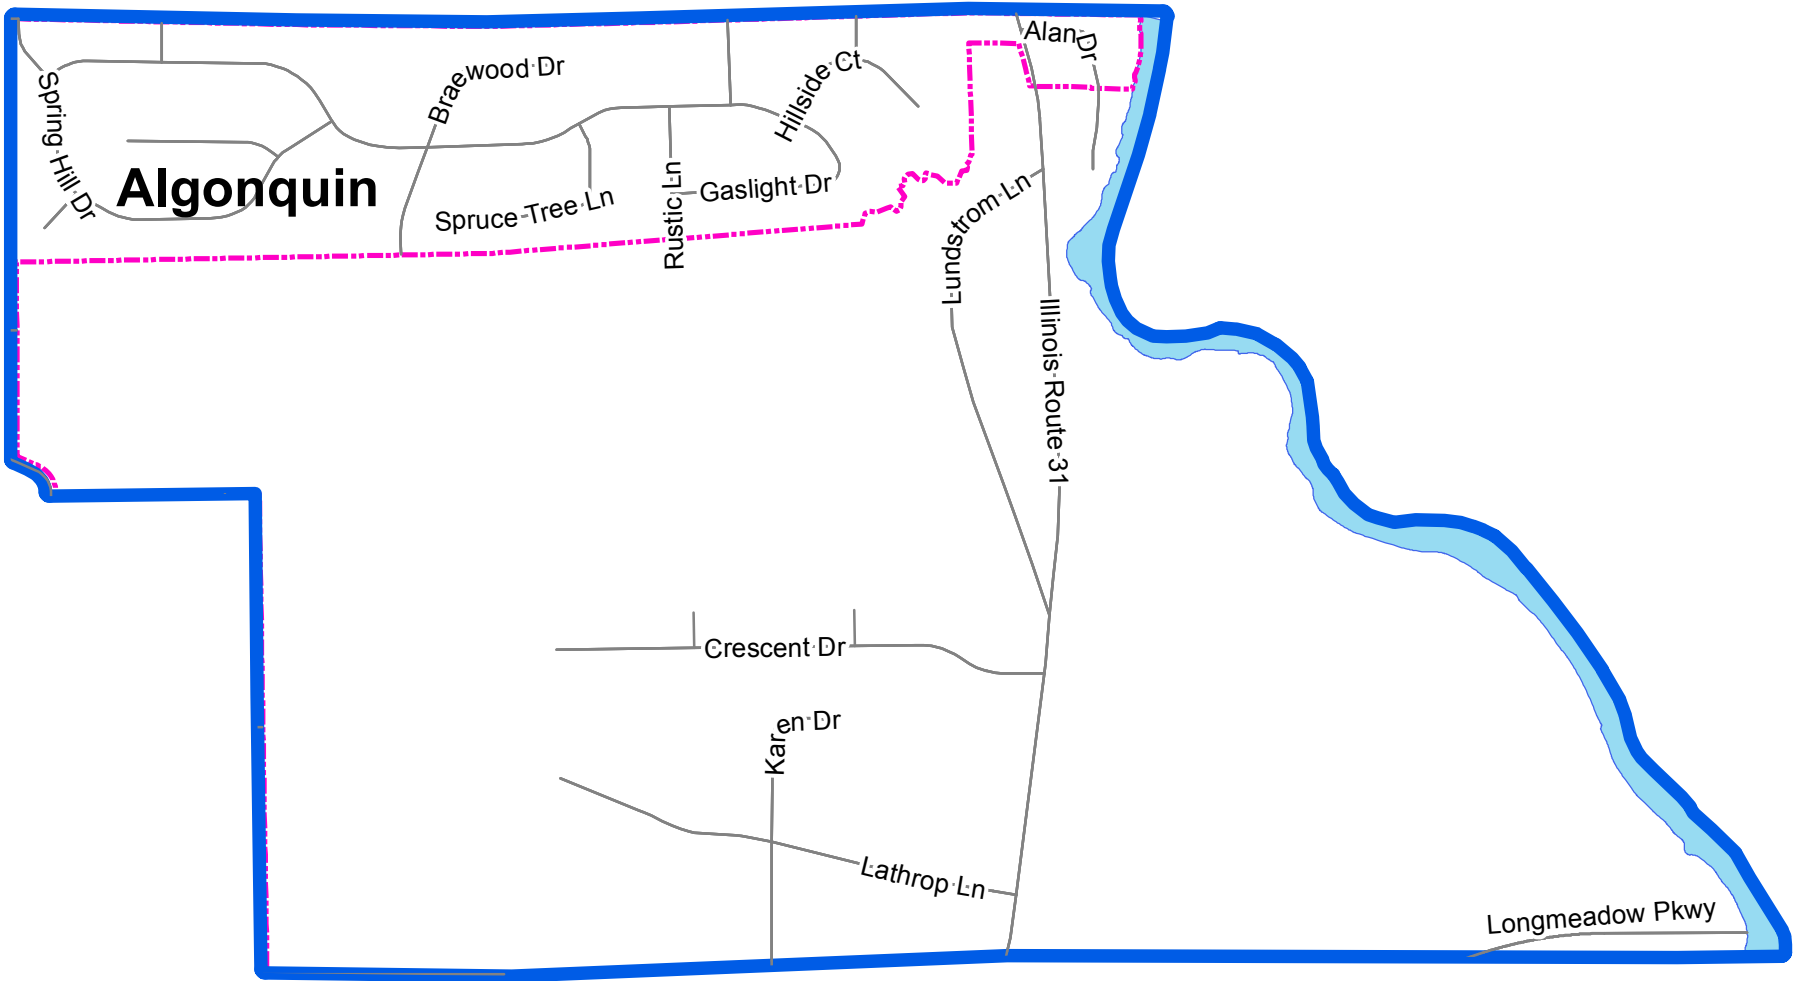 Alan Dr
Braewood Dr
Hillside Ct
Spring Hill Dr
Algonquin
Gaslight Dr
Spruce Tree Ln
Rustic Ln
Lundstrom Ln
Illinois Route 31
Crescent Dr
Karen Dr
Lathrop Ln
Longmeadow Pkwy